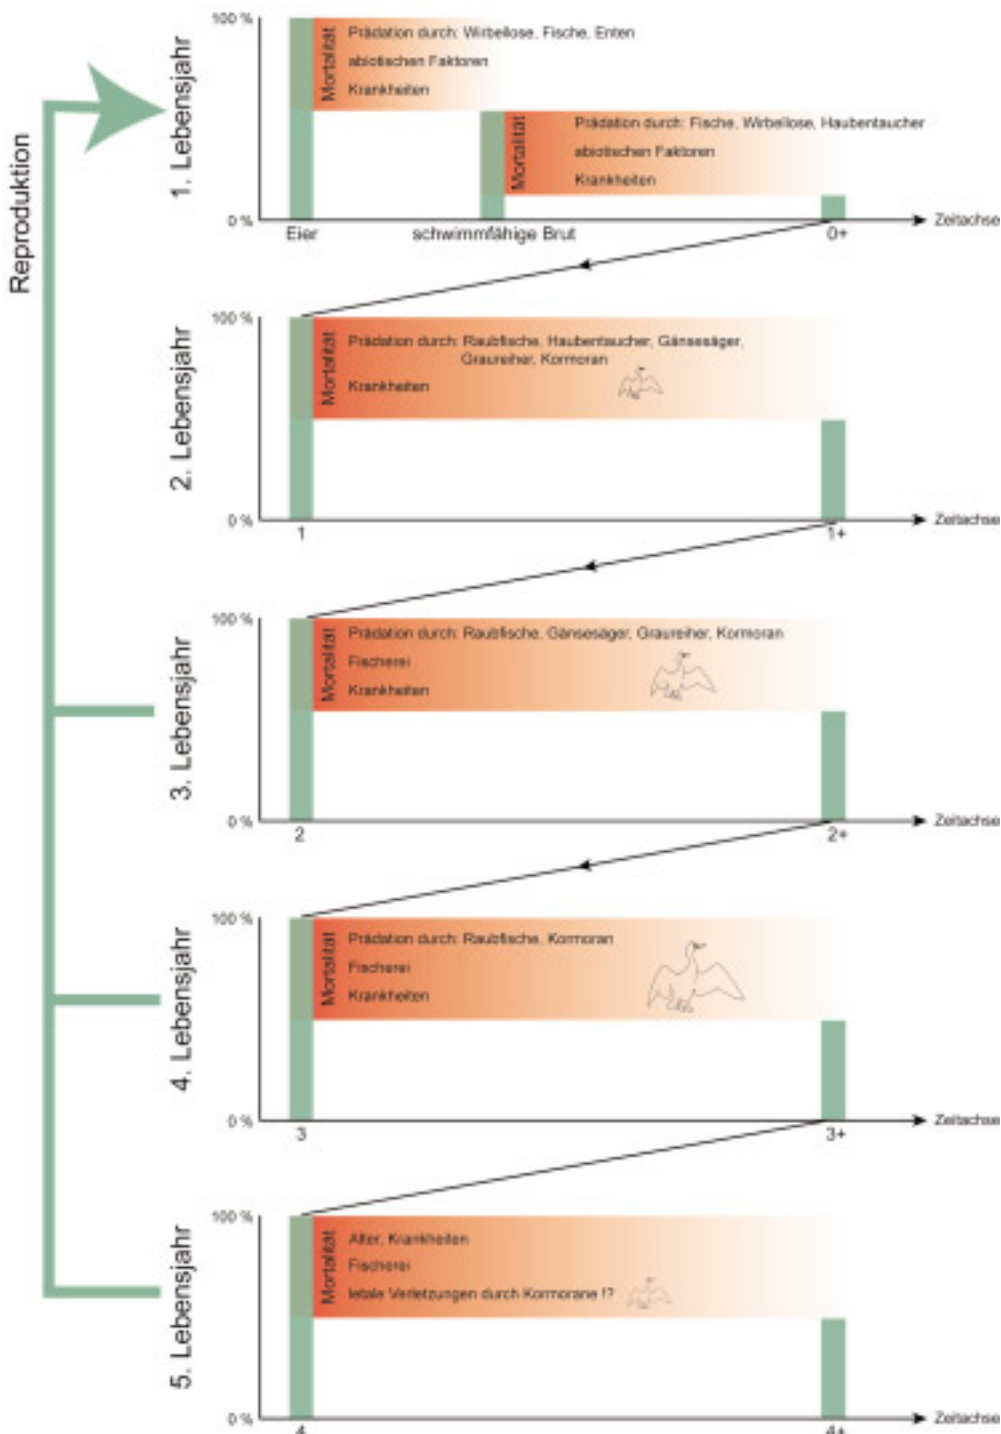 Reproduktion
1. Lebensjahr
100 %
Mortalität
Prädation durch: Wirbellose, Fische, Enten
abiotischen Faktoren
Krankheiten
Mortalität
Prädation durch: Fische, Wirbellose, Haubentaucher
abiotischen Faktoren
Krankheiten
0 %
Zeitachse
Eier
schwimmfähige Brut
0+
2. Lebensjahr
100 %
Mortalität
Prädation durch: Raubfische, Haubentaucher, Gänsesäger,
Graureiher, Kormoran
Krankheiten
0 %
Zeitachse
1
1+
3. Lebensjahr
100 %
Mortalität
Prädation durch: Raubfische, Gänsesäger, Graureiher, Kormoran
Fischerei
Krankheiten
0 %
Zeitachse
2
2+
4. Lebensjahr
100 %
Mortalität
Prädation durch: Raubfische, Kormoran
Fischerei
Krankheiten
0 %
Zeitachse
3
3+
5. Lebensjahr
100 %
Mortalität
Alter, Krankheiten
Fischerei
letale Verletzungen durch Kormorane !?
0 %
Zeitachse
4
4+